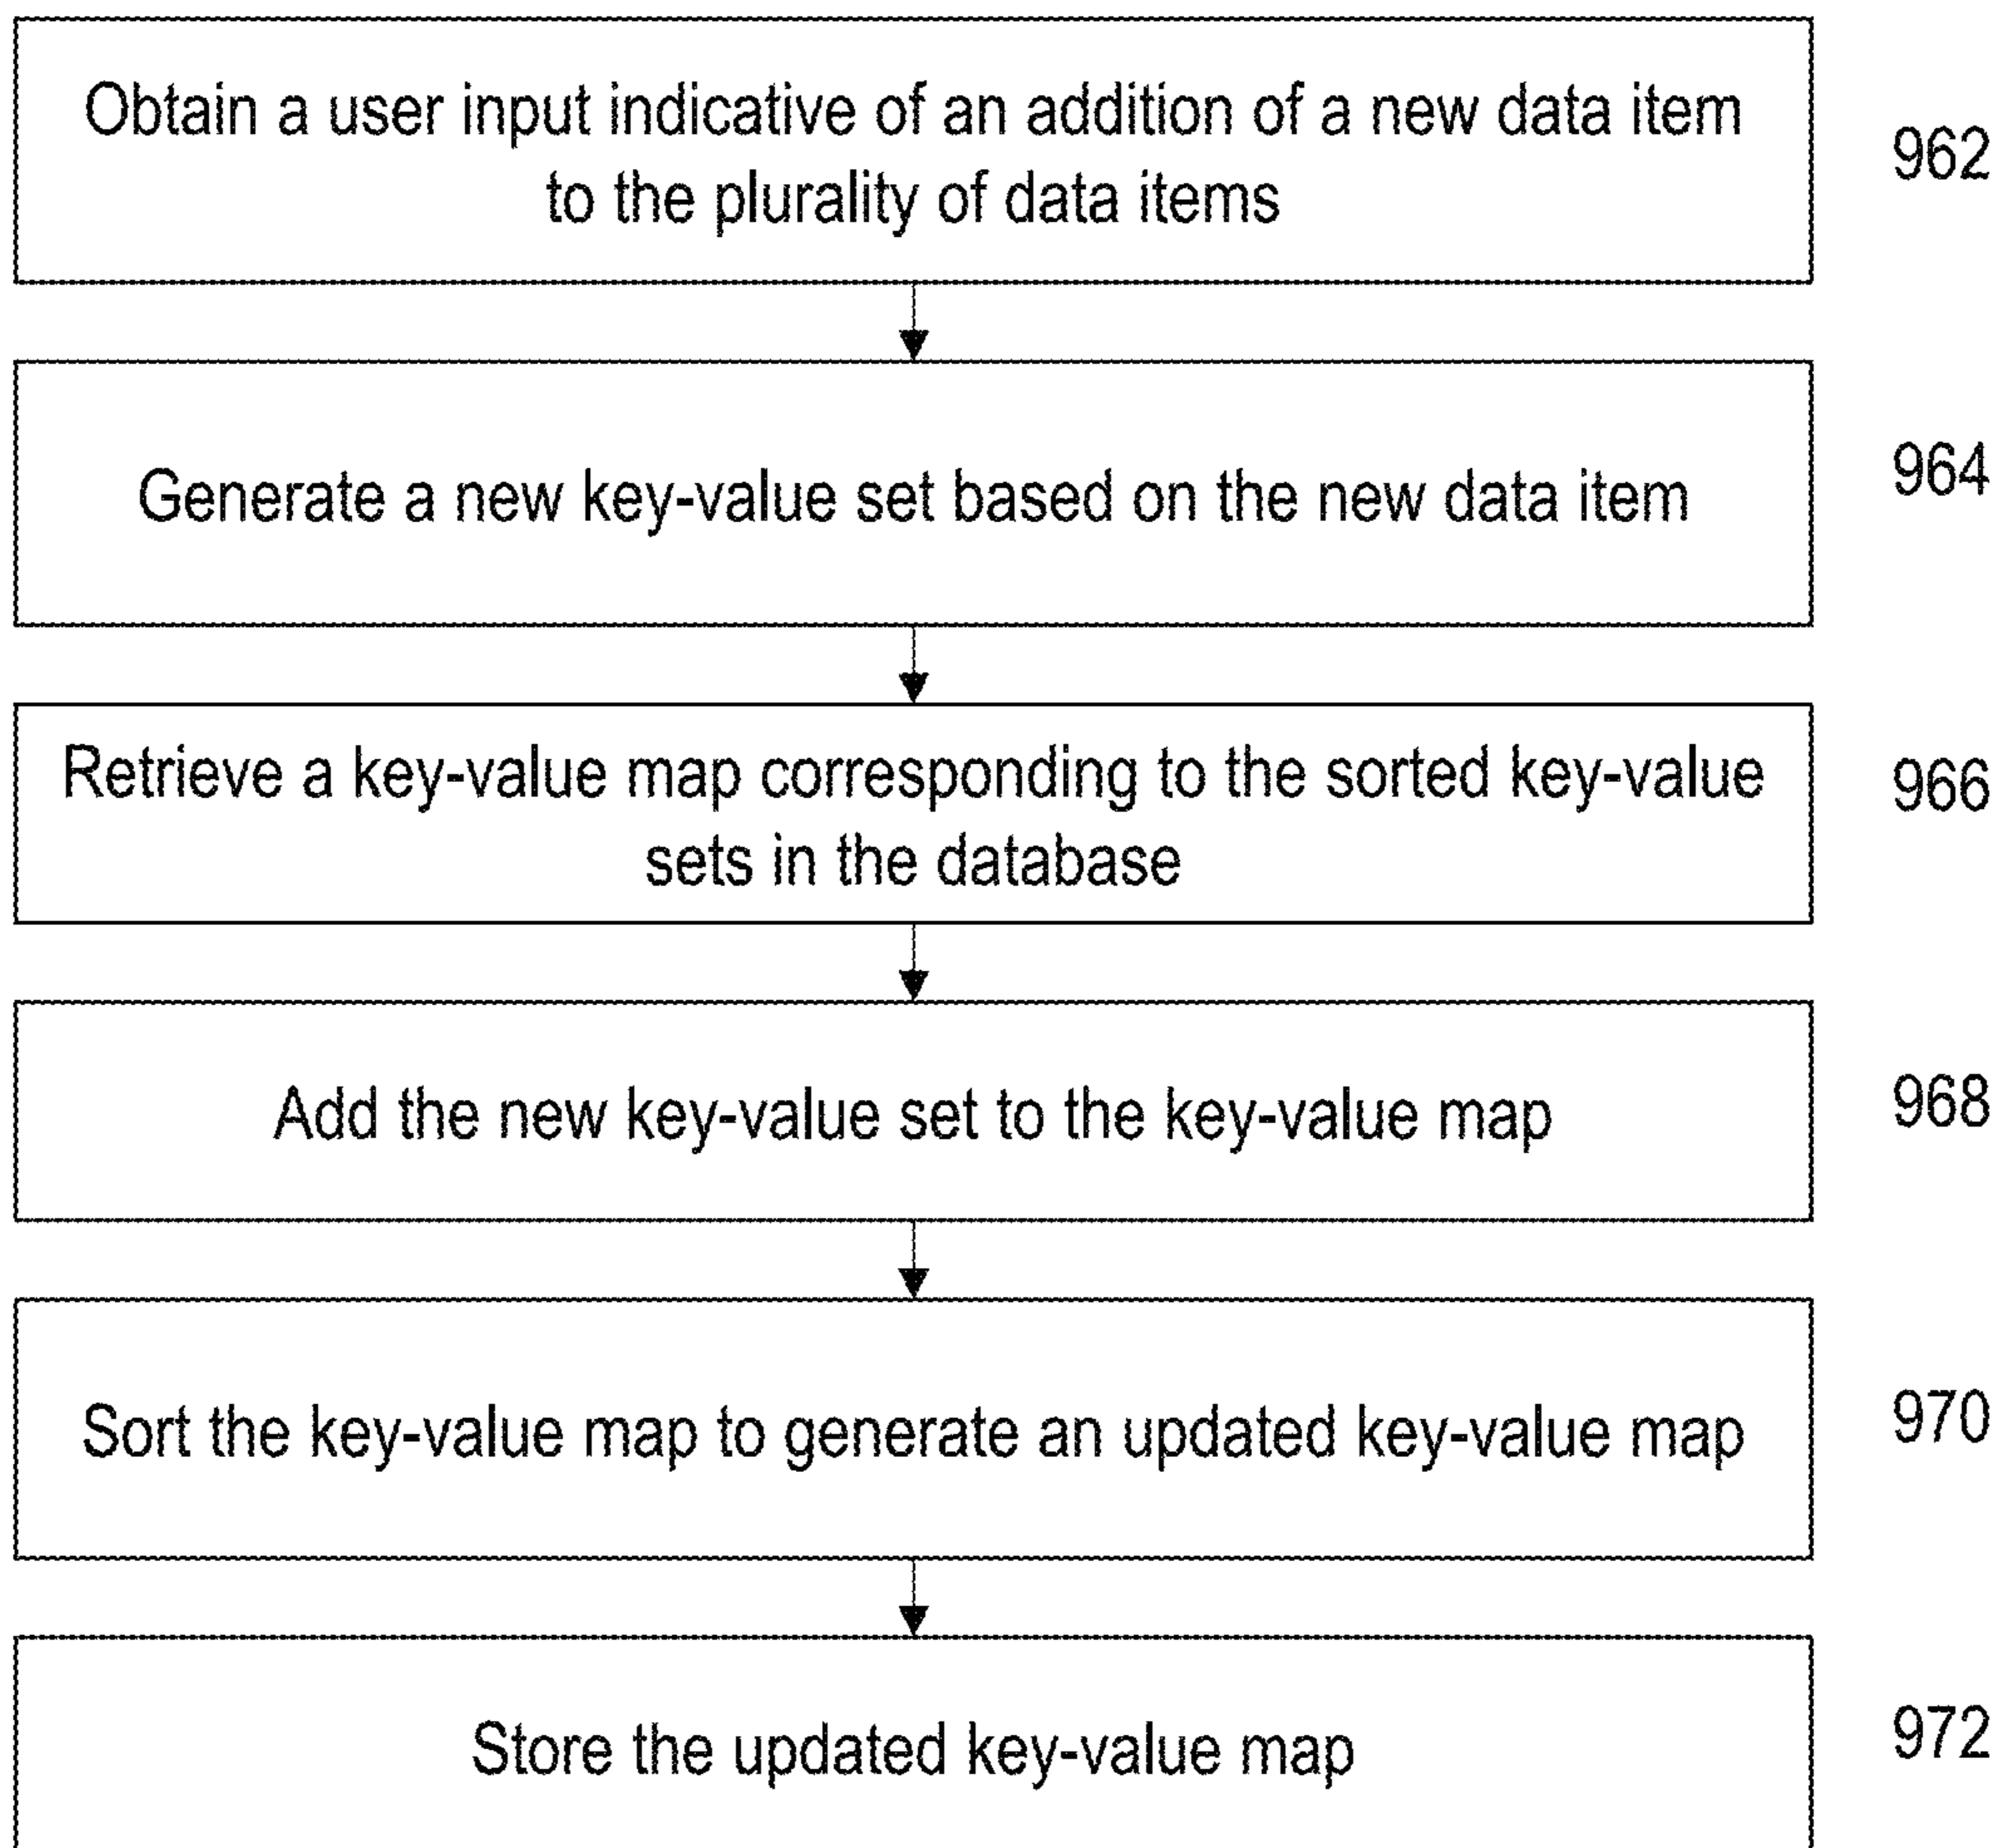 Obtain a user input indicative of an addition of a new data item
to the plurality of data items
962
Generate a new key-value set based on the new data item
964
Retrieve a key-value map corresponding to the sorted key-value
sets in the database
966
Add the new key-value set to the key-value map
968
Sort the key-value map to generate an updated key-value map
970
Store the updated key-value map
972